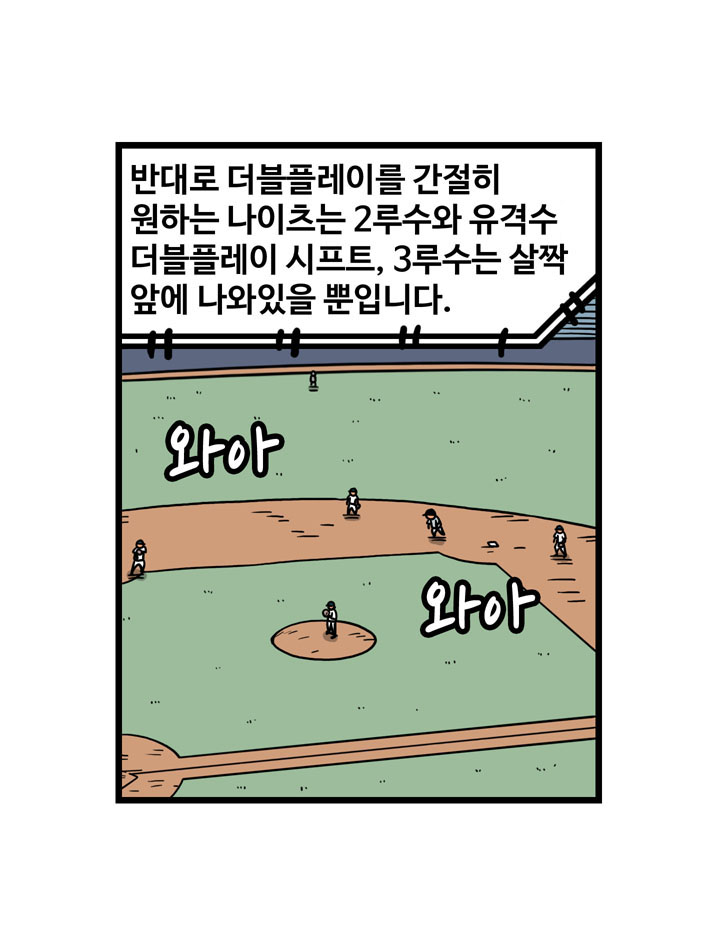 반대로 더블플레이를 간절히
원하는 나이츠는 2루수와 유격수
더블플레이 시프트, 3루수는 살짝
앞에 나와있을 뿐입니다.
와아
와아